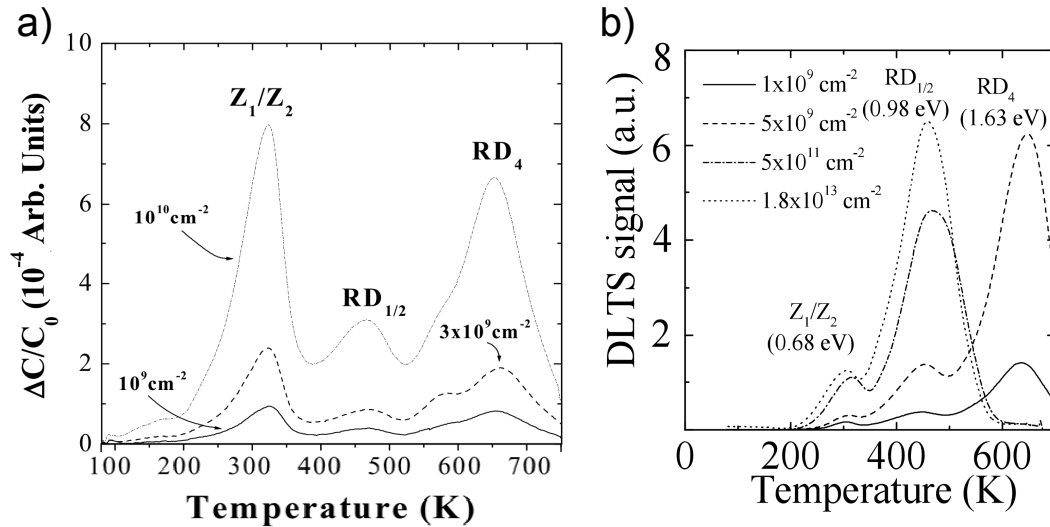 a)
10
8
6
4
2
0
ΔC/C₀ (10⁻⁴ Arb. Units)
Z₁/Z₂
RD₄
10¹⁰cm⁻²
RD₁/₂
3x10⁹cm⁻²
10⁹cm⁻²
100 200 300 400 500 600 700
Temperature (K)
b)
8
6
4
2
DLTS signal (a.u.)
1x10⁹ cm⁻²
5x10⁹ cm⁻²
5x10¹¹ cm⁻²
1.8x10¹³ cm⁻²
RD₁/₂
(0.98 eV)
RD₄
(1.63 eV)
Z₁/Z₂
(0.68 eV)
0 200 400 600
Temperature (K)